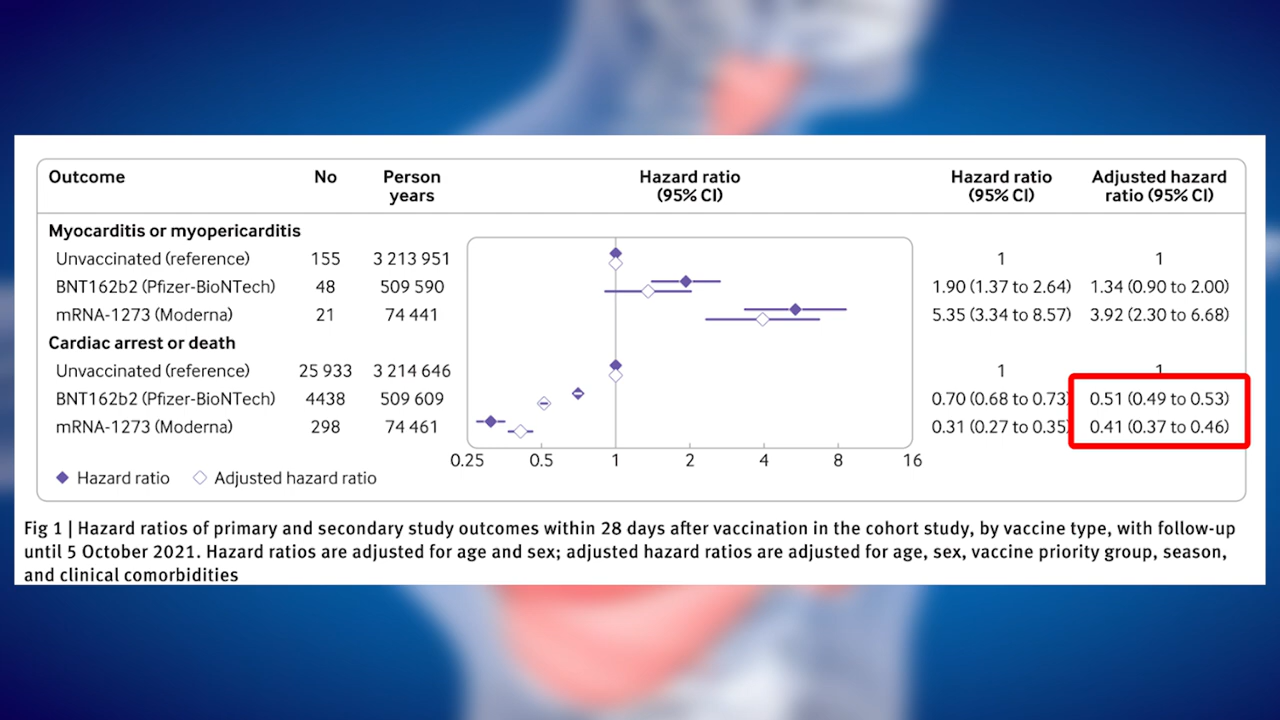 Outcome No Person years Hazard ratio (95% CI) Hazard ratio (95% CI) Adjusted hazard ratio (95% CI)
Myocarditis or myopericarditis
Unvaccinated (reference) 155 3 213 951 1 1
BNT162b2 (Pfizer-BioNTech) 48 509 590 1.90 (1.37 to 2.64) 1.34 (0.90 to 2.00)
mRNA-1273 (Moderna) 21 74 441 5.35 (3.34 to 8.57) 3.92 (2.30 to 6.68)
Cardiac arrest or death
Unvaccinated (reference) 25 933 3 214 646 1 1
BNT162b2 (Pfizer-BioNTech) 4438 509 609 0.70 (0.68 to 0.73) 0.51 (0.49 to 0.53)
mRNA-1273 (Moderna) 298 74 461 0.31 (0.27 to 0.35) 0.41 (0.37 to 0.46)
0.25 0.5 1 2 4 8 16
Hazard ratio Adjusted hazard ratio
Fig 1 | Hazard ratios of primary and secondary study outcomes within 28 days after vaccination in the cohort study, by vaccine type, with follow-up
until 5 October 2021. Hazard ratios are adjusted for age and sex; adjusted hazard ratios are adjusted for age, sex, vaccine priority group, season,
and clinical comorbidities